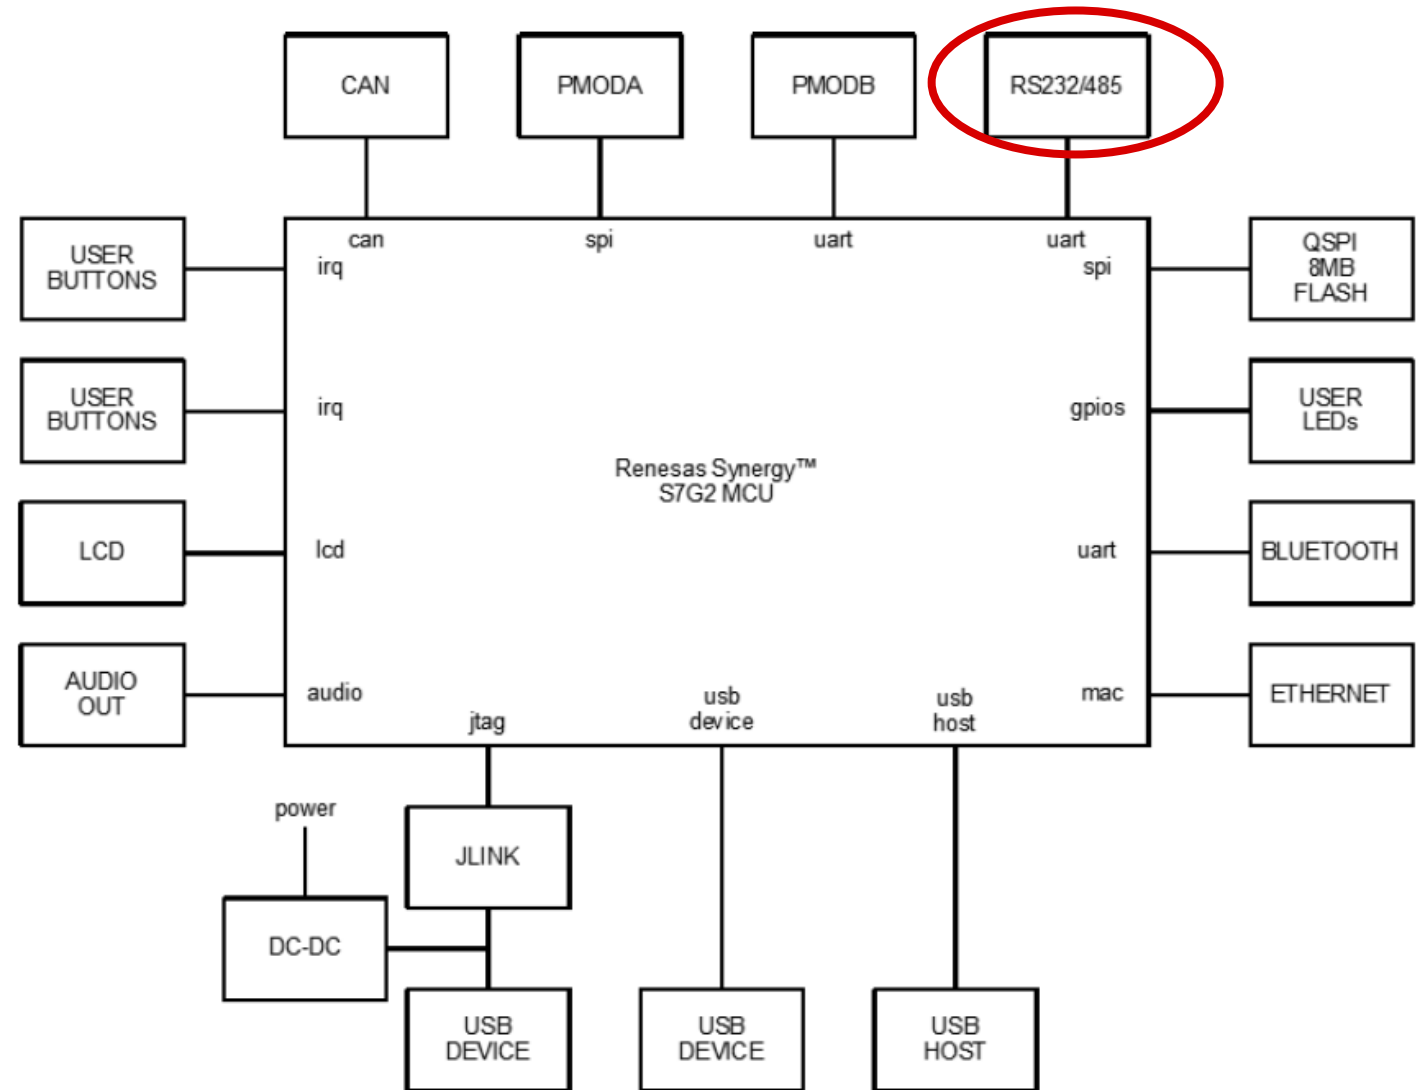 CAN
PMODA
PMODB
RS232/485
can
spi
uart
uart
USER
BUTTONS
irq
spi
QSPI
8MB
FLASH
USER
BUTTONS
irq
gpios
USER
LEDs
Renesas Synergy™
S7G2 MCU
LCD
lcd
uart
BLUETOOTH
AUDIO
OUT
audio
mac
ETHERNET
jtag
usb
device
usb
host
power
JLINK
DC-DC
USB
DEVICE
USB
DEVICE
USB
HOST